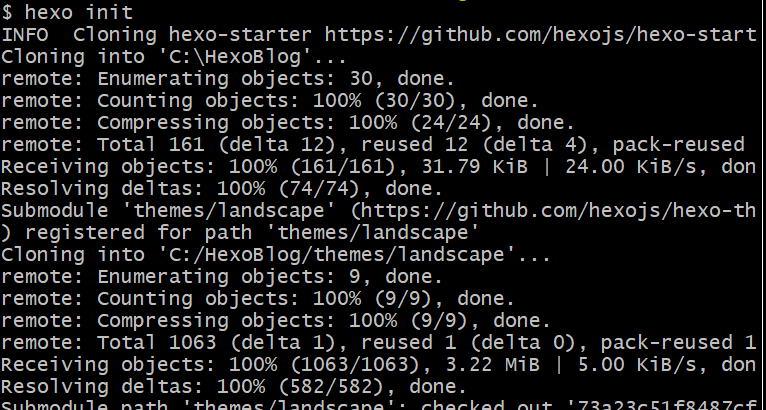 $ hexo init
INFO  Cloning hexo-starter https://github.com/hexojs/hexo-start
Cloning into 'C:\HexoBlog'...
remote: Enumerating objects: 30, done.
remote: Counting objects: 100% (30/30), done.
remote: Compressing objects: 100% (24/24), done.
remote: Total 161 (delta 12), reused 12 (delta 4), pack-reused
Receiving objects: 100% (161/161), 31.79 KiB | 24.00 KiB/s, don
Resolving deltas: 100% (74/74), done.
Submodule 'themes/landscape' (https://github.com/hexojs/hexo-th
) registered for path 'themes/landscape'
Cloning into 'C:/HexoBlog/themes/landscape'...
remote: Enumerating objects: 9, done.
remote: Counting objects: 100% (9/9), done.
remote: Compressing objects: 100% (9/9), done.
remote: Total 1063 (delta 1), reused 1 (delta 0), pack-reused 1
Receiving objects: 100% (1063/1063), 3.22 MiB | 5.00 KiB/s, don
Resolving deltas: 100% (582/582), done.
Submodule path 'themes/landscape': checked out '73a23c51f8487cf